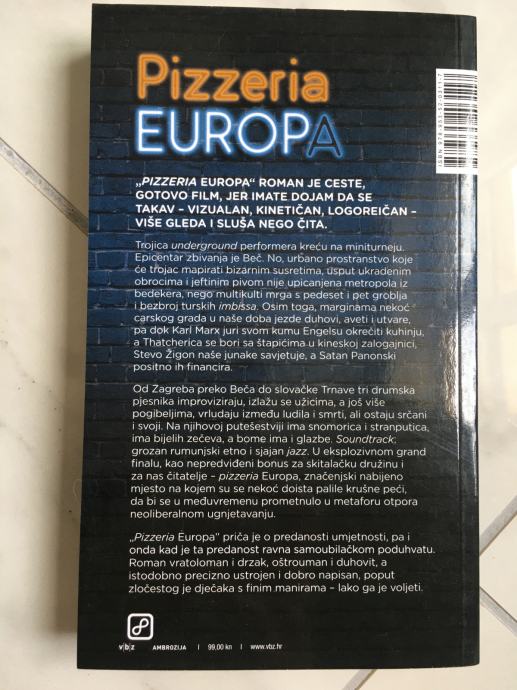 Pizzeria
EUROPA
ISBN 978-953-52-0311-7
„PIZZERIA EUROPA“ ROMAN JE CESTE,
GOTOVO FILM, JER IMATE DOJAM DA SE
TAKAV – VIZUALAN, KINETIČAN, LOGOREIČAN –
VIŠE GLEDA I SLUŠA NEGO ČITA.
Trojica underground performera kreću na miniturneju.
Epicentar zbivanja je Beč. No, urbano prostranstvo koje
će trojac mapirati bizarnim susretima, usput ukradenim
obrocima i jeftinim pivom nije upicanjena metropola iz
bedekera, nego multikulti mrga s pedeset i pet groblja
i bezbroj turskih imbissa. Osim toga, marginama nekoć
carskog grada u naše doba jezde duhovi, aveti i utvare,
pa dok Karl Marx juri svom kumu Engelsu okrečiti kuhinju,
a Thatcherica se bori sa štapićima u kineskoj zalogajnici,
Stevo Žigon naše junake savjetuje, a Satan Panonski
positno ih financira.
Od Zagreba preko Beča do slovačke Trnave tri drumska
pjesnika improviziraju, izlažu se užicima, a još više
pogibeljima, vrludaju između ludila i smrti, ali ostaju srčani
i svoji. Na njihovoj putešestviji ima snomorica i stranputica,
ima bijelih zečeva, a bome ima i glazbe. Soundtrack:
grozan rumunjski etno i sjajan jazz. U eksplozivnom grand
finalu, kao nepredviđeni bonus za skitalačku družinu i
za nas čitatelje – pizzeria Europa, značenjski nabijeno
mjesto na kojem su se nekoć doista palile krušne peći,
da bi se u međuvremenu prometnulo u metaforu otpora
neoliberalnom ugnjetavanju.
„Pizzeria Europa“ priča je o predanosti umjetnosti, pa i
onda kad je ta predanost ravna samoubilačkom poduhvatu.
Roman vratoloman i drzak, oštrouman i duhovit, a
istodobno precizno ustrojen i dobro napisan, poput
zločestog je dječaka s finim manirama – lako ga je voljeti.
vbz AMBROZIJA | 99,00 kn | www.vbz.hr